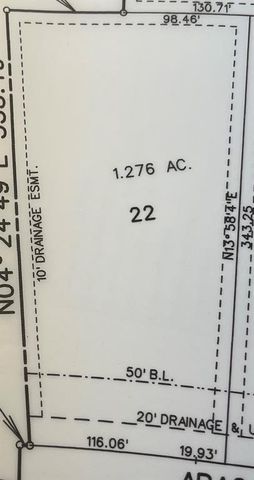 130.71'
98.46'
N04° 24' 49" E
10' DRAINAGE ESMT.
1.276 AC.
22
N13° 58' 4"E
343.25
50' B.L.
20' DRAINAGE &
116.06'
19.93'